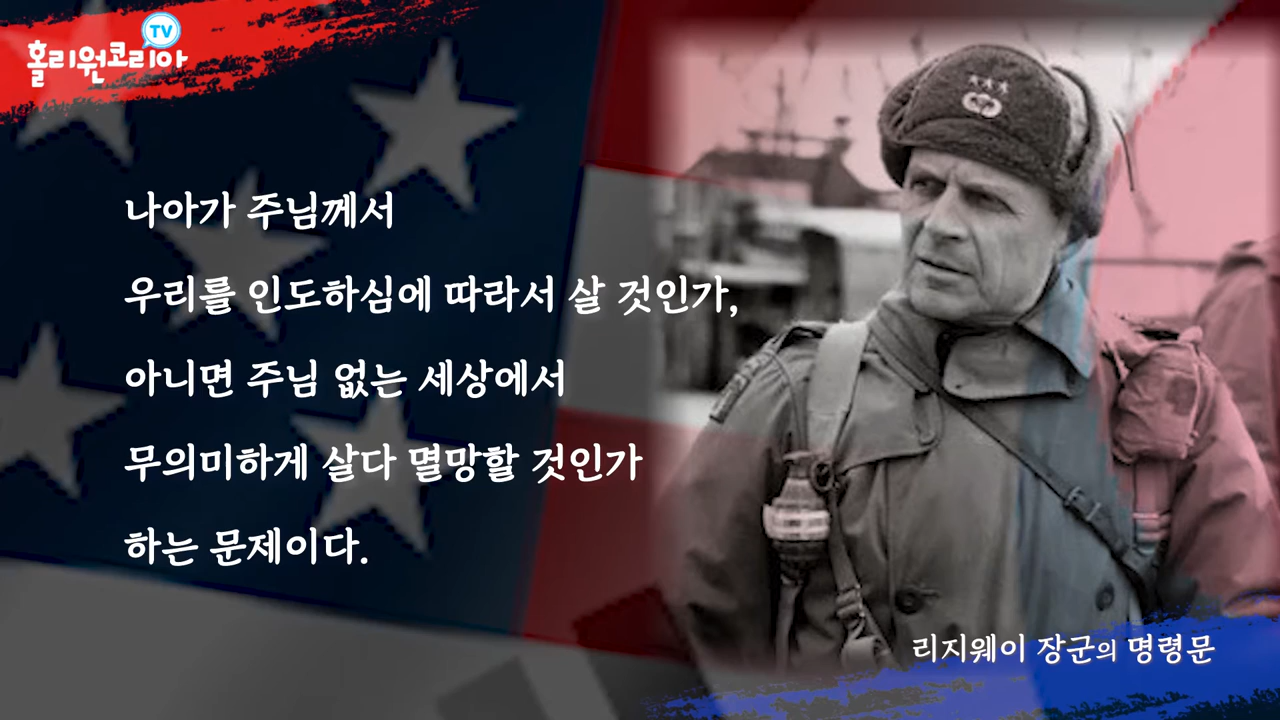 홀리원코리아
TV
나아가 주님께서
우리를 인도하심에 따라서 살 것인가,
아니면 주님 없는 세상에서
무의미하게 살다 멸망할 것인가
하는 문제이다.
리지웨이 장군의 명령문